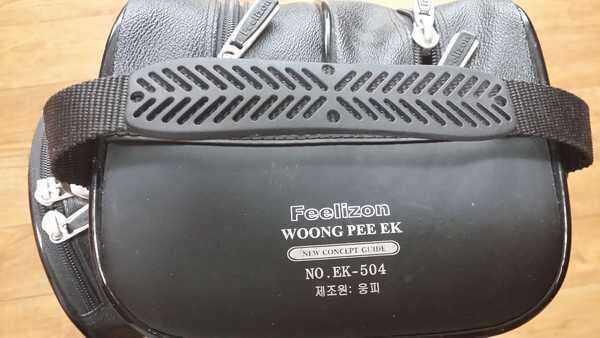 Feelizon
WOONG PEE EK
NEW CONCEPT GUIDE
NO.EK-504
제조원: 웅피